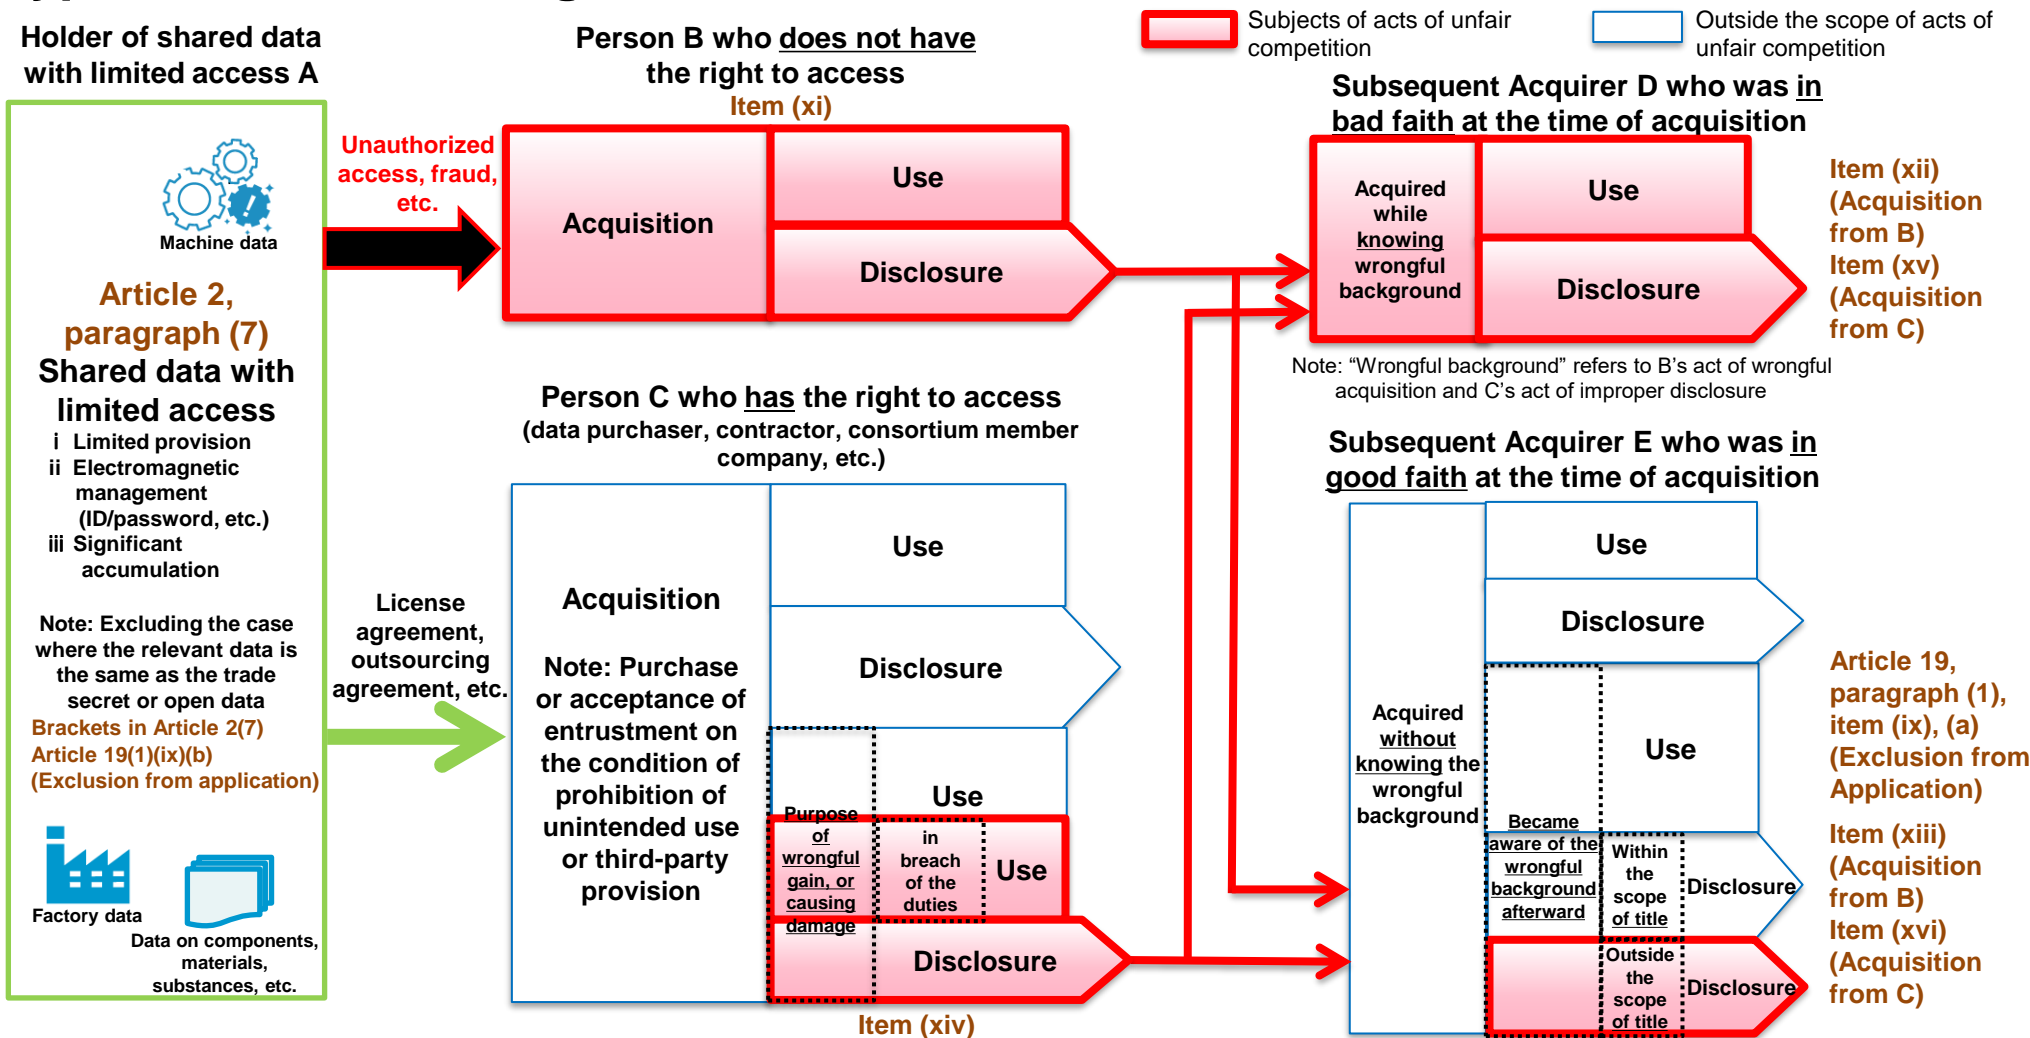 Subjects of acts of unfair
competition
Outside the scope of acts of
unfair competition
Holder of shared data
with limited access A
Machine data
Article 2,
paragraph (7)
Shared data with
limited access
i Limited provision
ii Electromagnetic
management
(ID/password, etc.)
iii Significant
accumulation
Note: Excluding the case
where the relevant data is
the same as the trade
secret or open data
Brackets in Article 2(7)
Article 19(1)(ix)(b)
(Exclusion from application)
Factory data
Data on components,
materials,
substances, etc.
Unauthorized
access, fraud,
etc.
License
agreement,
outsourcing
agreement, etc.
Person B who does not have
the right to access
Item (xi)
Acquisition
Use
Disclosure
Person C who has the right to access
(data purchaser, contractor, consortium member
company, etc.)
Acquisition
Note: Purchase
or acceptance of
entrustment on
the condition of
prohibition of
unintended use
or third-party
provision
Use
Disclosure
Use
Purpose
of
wrongful
gain, or
causing
damage
in
breach
of the
duties
Use
Disclosure
Item (xiv)
Subsequent Acquirer D who was in
bad faith at the time of acquisition
Acquired
while
knowing
wrongful
background
Use
Disclosure
Item (xii)
(Acquisition
from B)
Item (xv)
(Acquisition
from C)
Note: “Wrongful background” refers to B’s act of wrongful
acquisition and C’s act of improper disclosure
Subsequent Acquirer E who was in
good faith at the time of acquisition
Acquired
without
knowing the
wrongful
background
Use
Disclosure
Use
Became
aware of the
wrongful
background
afterward
Within
the
scope
of title
Disclosure
Outside
the
scope
of title
Disclosure
Article 19,
paragraph (1),
item (ix), (a)
(Exclusion from
Application)
Item (xiii)
(Acquisition
from B)
Item (xvi)
(Acquisition
from C)